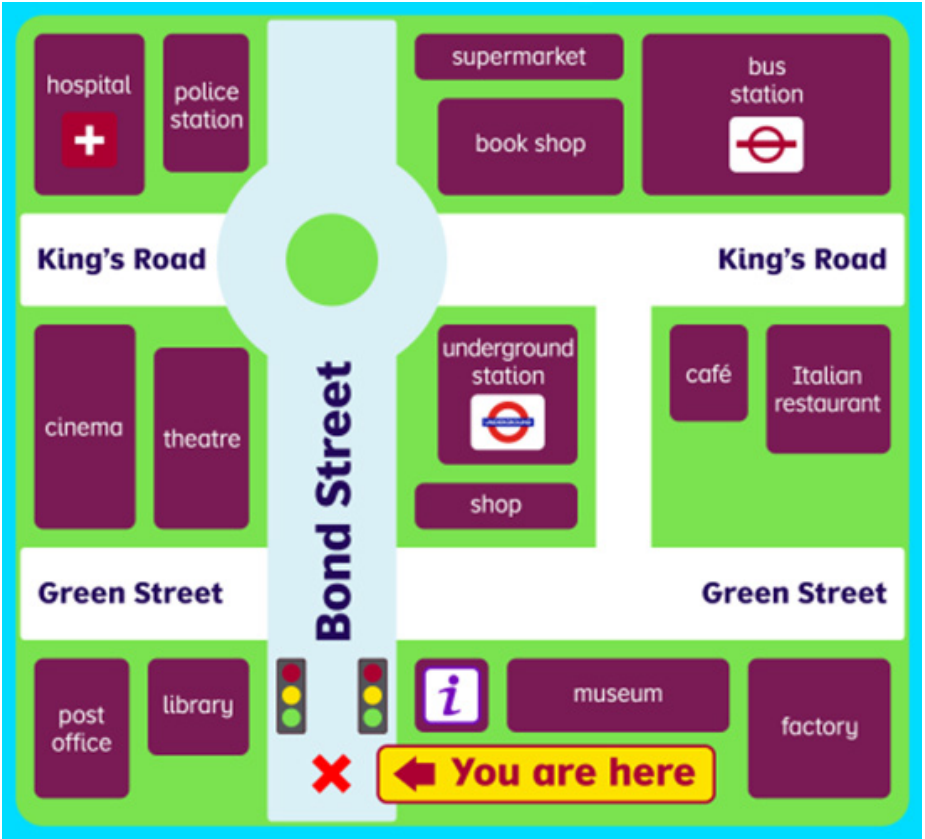 hospital
police
station
supermarket
book shop
bus
station
King's Road
King's Road
cinema
theatre
underground
station
UNDERGROUND
shop
café
Italian
restaurant
Bond Street
Green Street
Green Street
post
office
library
i
museum
factory
You are here